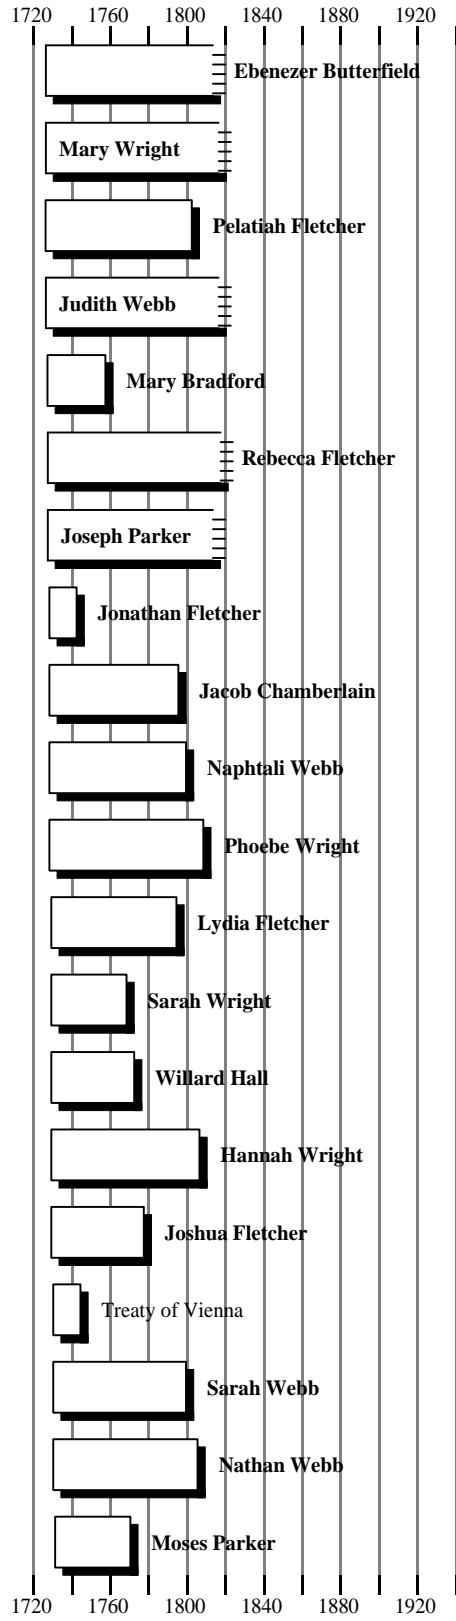 1720 1760 1800 1840 1880 1920
Ebenezer Butterfield
Mary Wright
Pelatiah Fletcher
Judith Webb
Mary Bradford
Rebecca Fletcher
Joseph Parker
Jonathan Fletcher
Jacob Chamberlain
Naphtali Webb
Phoebe Wright
Lydia Fletcher
Sarah Wright
Willard Hall
Hannah Wright
Joshua Fletcher
Treaty of Vienna
Sarah Webb
Nathan Webb
Moses Parker
1720 1760 1800 1840 1880 1920